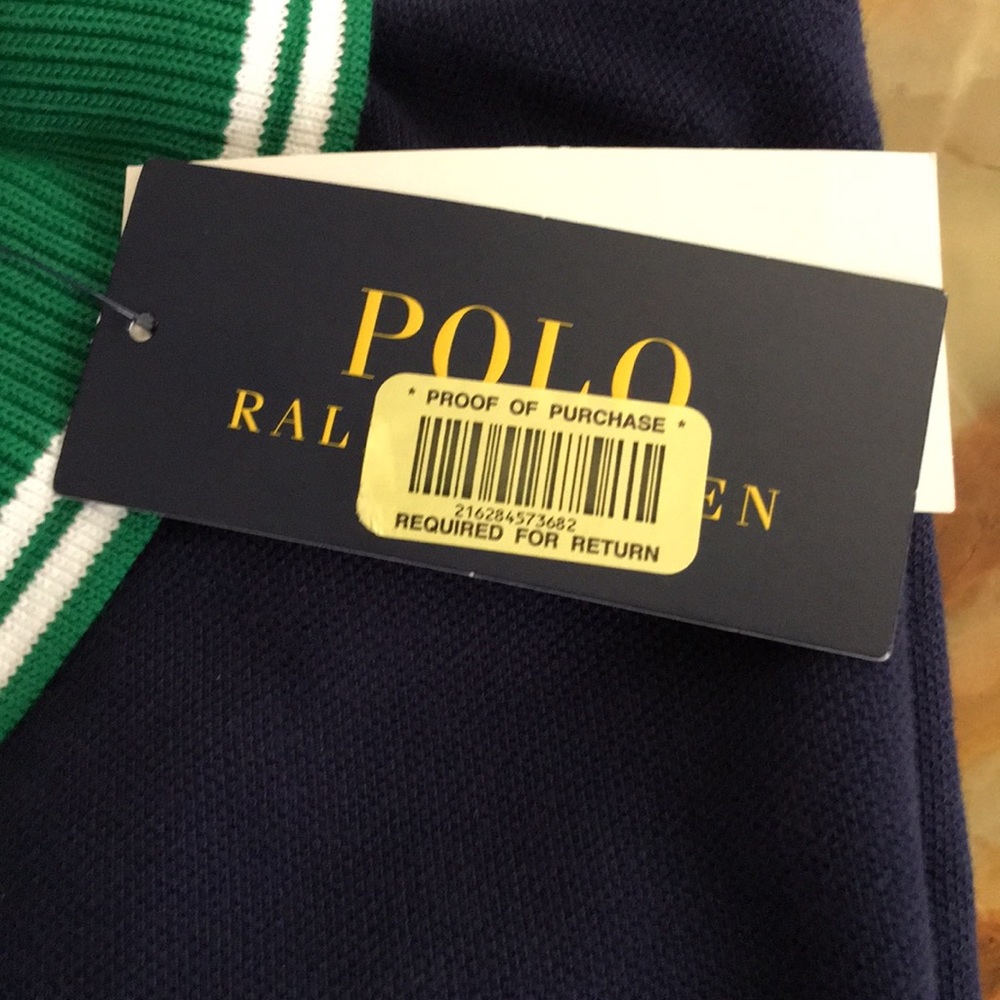 POLO
RAL EN
* PROOF OF PURCHASE *
216284573682
REQUIRED FOR RETURN